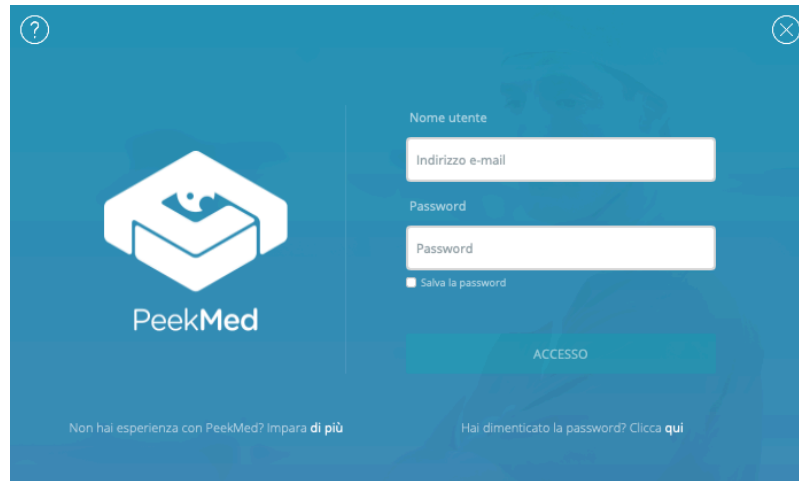 ?
Nome utente
Indirizzo e-mail
Password
Password
Salva la password
PeekMed
ACCESSO
Non hai esperienza con PeekMed? Impara di più
Hai dimenticato la password? Clicca qui